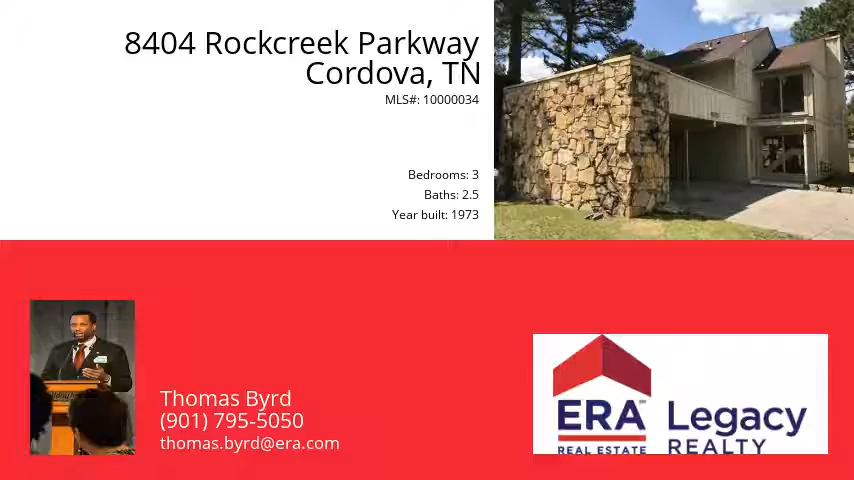 8404 Rockcreek Parkway
Cordova, TN
MLS#: 10000034
Bedrooms: 3
Baths: 2.5
Year built: 1973
Thomas Byrd
(901) 795-5050
thomas.byrd@era.com
ERA
REAL ESTATE
Legacy
REALTY